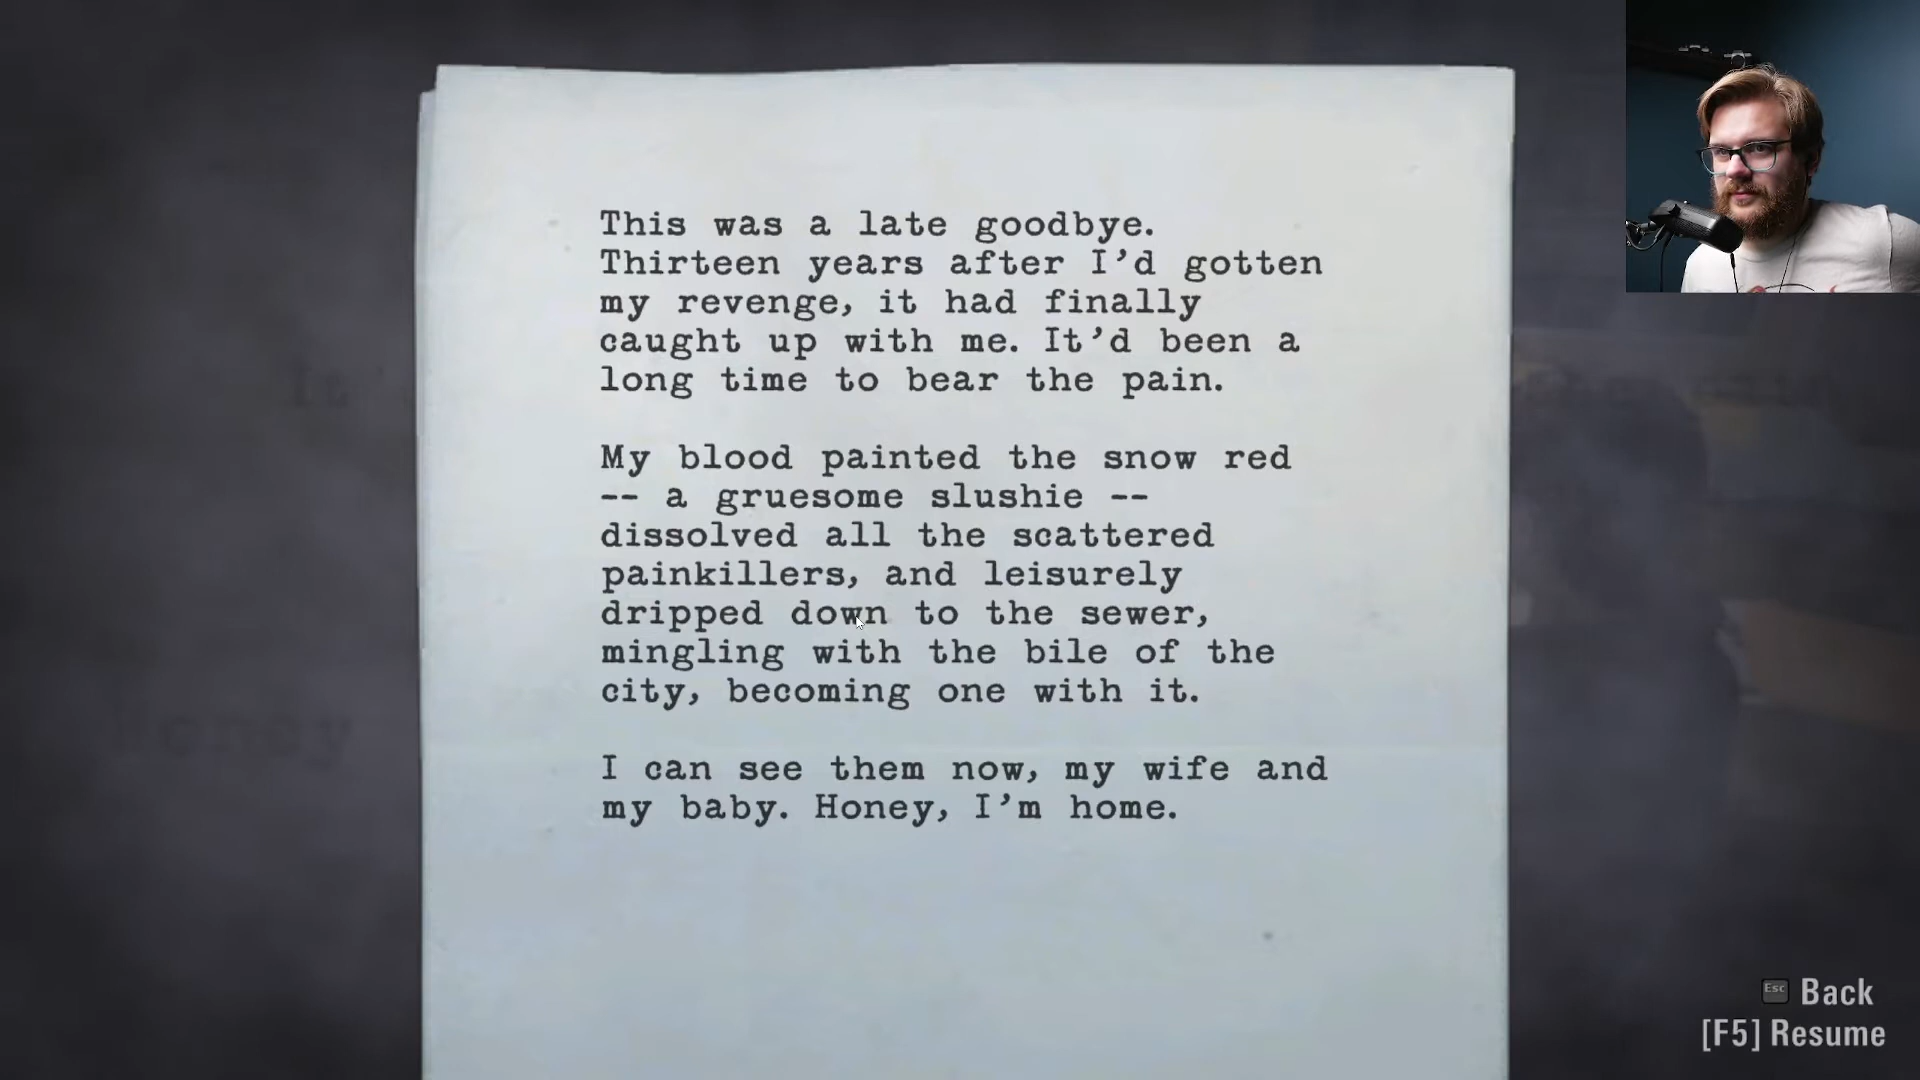 This was a late goodbye.
Thirteen years after I’d gotten
my revenge, it had finally
caught up with me. It’d been a
long time to bear the pain.
My blood painted the snow red
-- a gruesome slushie --
dissolved all the scattered
painkillers, and leisurely
dripped down to the sewer,
mingling with the bile of the
city, becoming one with it.
I can see them now, my wife and
my baby. Honey, I’m home.
It
Honey
Esc Back
[F5] Resume